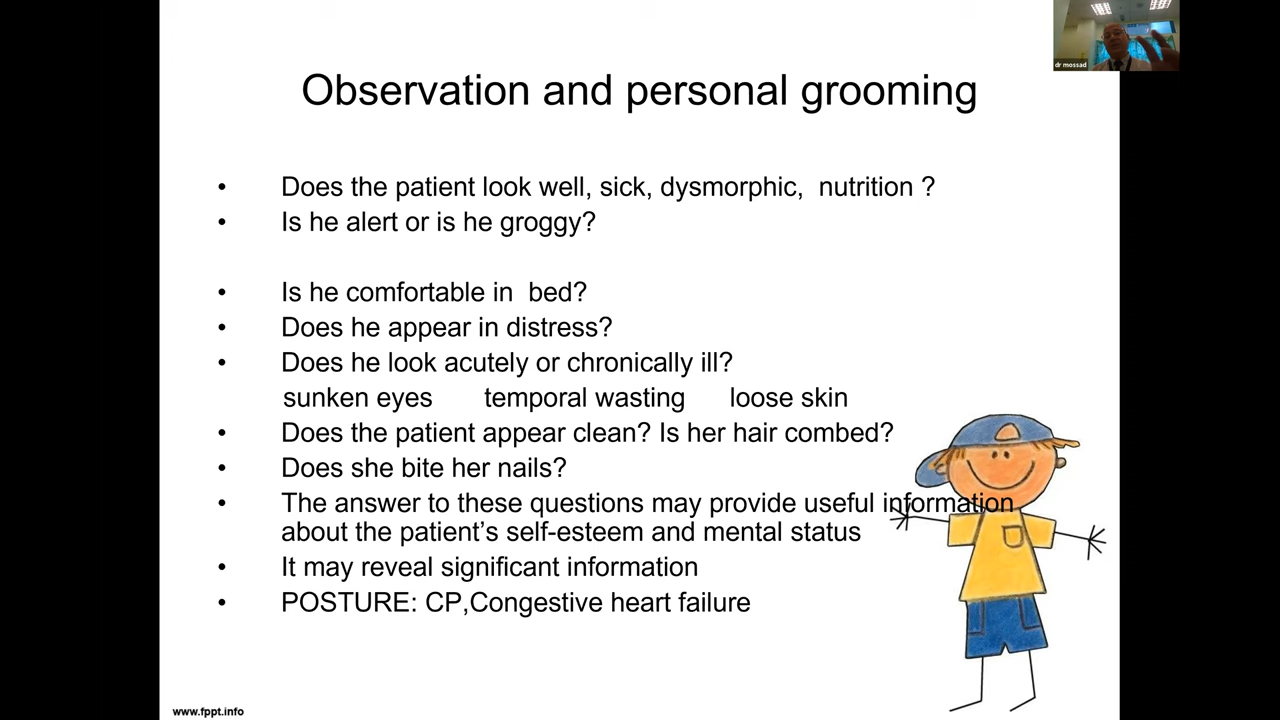 dr mossad
Observation and personal grooming
• Does the patient look well, sick, dysmorphic, nutrition ?
• Is he alert or is he groggy?
• Is he comfortable in bed?
• Does he appear in distress?
• Does he look acutely or chronically ill?
sunken eyes temporal wasting loose skin
• Does the patient appear clean? Is her hair combed?
• Does she bite her nails?
• The answer to these questions may provide useful information
about the patient’s self-esteem and mental status
• It may reveal significant information
• POSTURE: CP,Congestive heart failure
www.fppt.info